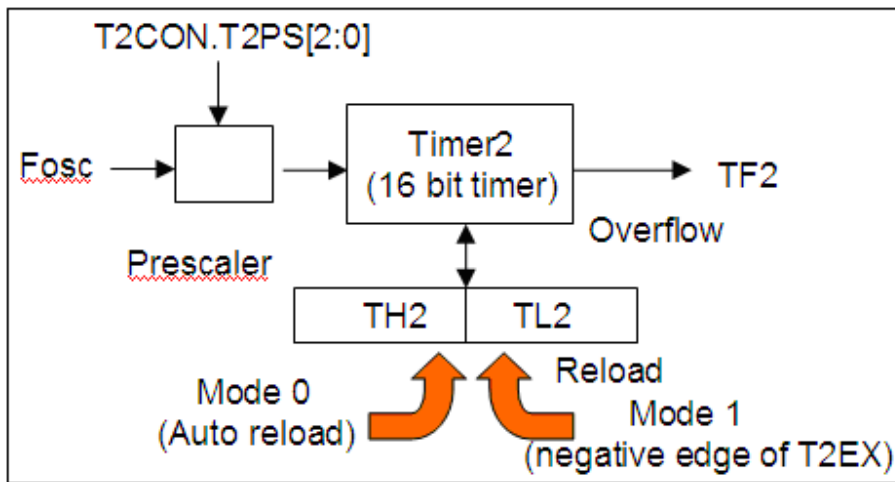 T2CON.T2PS[2:0]
Fosc
Timer2
(16 bit timer)
TF2
Overflow
Prescaler
TH2
TL2
Reload
Mode 0
(Auto reload)
Mode 1
(negative edge of T2EX)